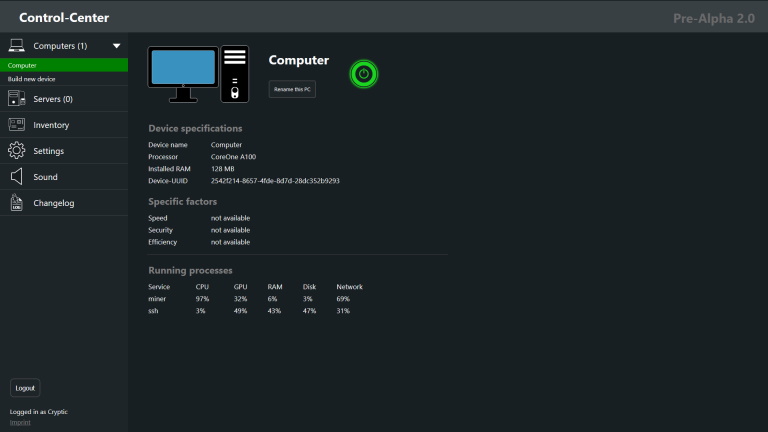 Control-Center
Pre-Alpha 2.0
Computers (1)
Computer
Build new device
Servers (0)
Inventory
Settings
Sound
LOG
Changelog
Logout
Logged in as Cryptic
Imprint
Computer
Rename this PC
Device specifications
Device name Computer
Processor CoreOne A100
Installed RAM 128 MB
Device-UUID 2542f214-8657-4fde-8d7d-28dc352b9293
Specific factors
Speed not available
Security not available
Efficiency not available
Running processes
Service CPU GPU RAM Disk Network
miner 97% 32% 6% 3% 69%
ssh 3% 49% 43% 47% 31%